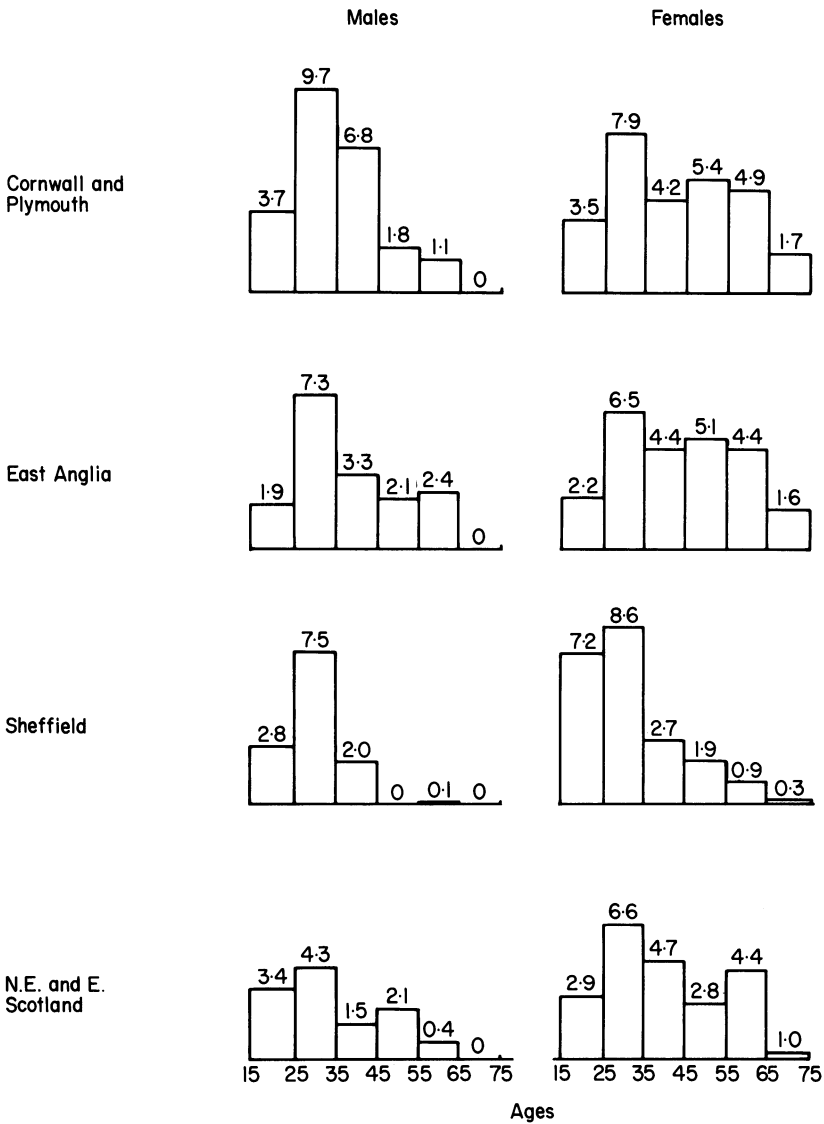 Males Females
Cornwall and
Plymouth
3·7 9·7 6·8 1·8 1·1 0
3·5 7·9 4·2 5·4 4·9 1·7
East Anglia
1·9 7·3 3·3 2·1 2·4 0
2·2 6·5 4·4 5·1 4·4 1·6
Sheffield
2·8 7·5 2·0 0 0·1 0
7·2 8·6 2·7 1·9 0·9 0·3
N.E. and E.
Scotland
3·4 4·3 1·5 2·1 0·4 0
2·9 6·6 4·7 2·8 4·4 1·0
15 25 35 45 55 65 75
15 25 35 45 55 65 75
Ages